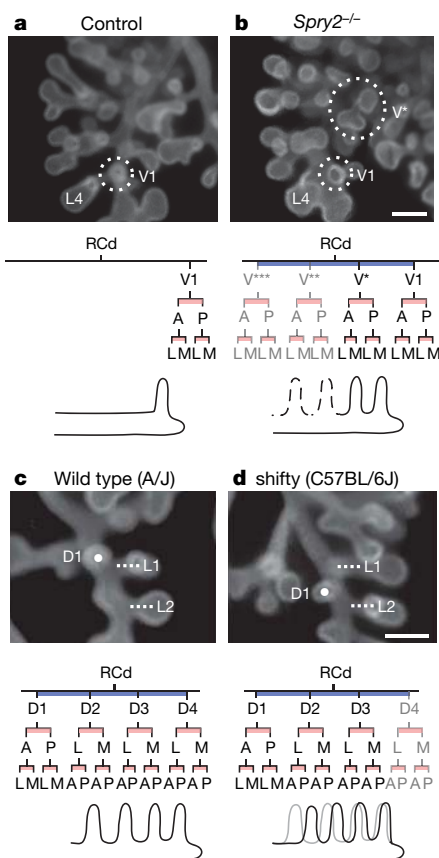 a Control
b Spry2–/–
V*
V1
L4
V1
L4
RCd
V1
A P
L M L M
RCd
V*** V** V* V1
A P A P A P A P
L M L M L M L M L M L M L M L M
c Wild type (A/J)
d shifty (C57BL/6J)
D1 L1
L2
L1
D1
L2
RCd
D1 D2 D3 D4
A P L M L M L M
L M L M A P A P A P A P A P A P
RCd
D1 D2 D3 D4
A P L M L M L M
L M L M A P A P A P A P A P A P